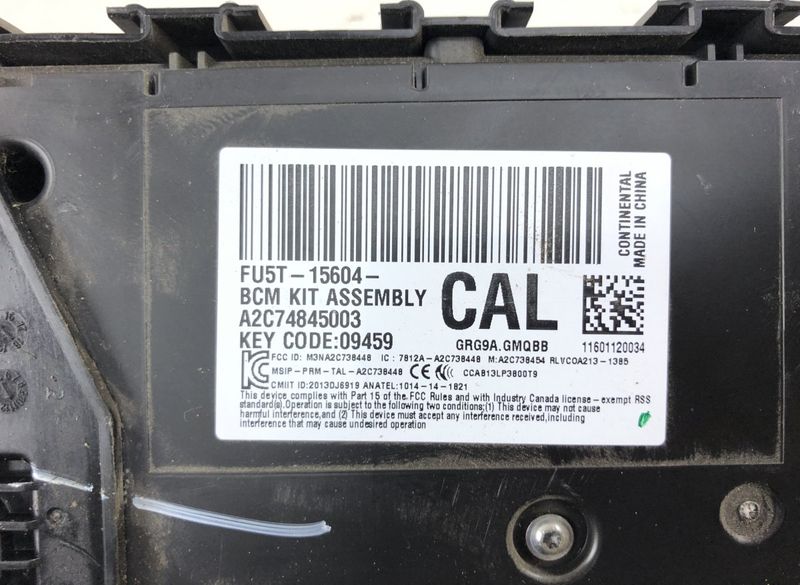 CONTINENTAL
MADE IN CHINA
FU5T-15604-
BCM KIT ASSEMBLY
A2C74845003
KEY CODE:09459
CAL
GRG9A.GMQBB
11601120034
FCC ID: M3NA2C738448 IC: 7812A-A2C738448 M:A2C738454 RLVCOA213-1385
MSIP-PRM-TAL-A2C738448 CE CCAB13LP3800T9
CMIIT ID:2013DJ6919 ANATEL:1014-14-1821
This device complies with Part 15 of the FCC Rules and with Industry Canada license - exempt RSS
standard(s).Operation is subject to the following two conditions;(1) This device may not cause
harmful interference,and (2) This device must accept any interference received,including
interference that may cause undesired operation